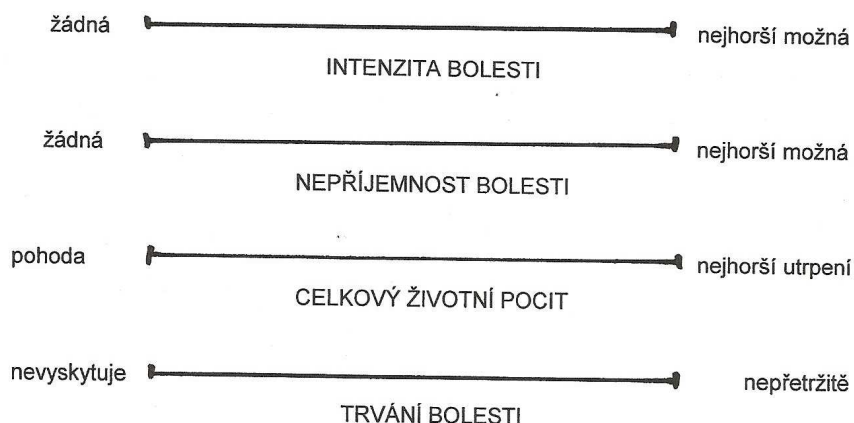 žádná nejhorší možná
INTENZITA BOLESTI
žádná nejhorší možná
NEPŘÍJEMNOST BOLESTI
pohoda nejhorší utrpení
CELKOVÝ ŽIVOTNÍ POCIT
nevyskytuje nepřetržitě
TRVÁNÍ BOLESTI